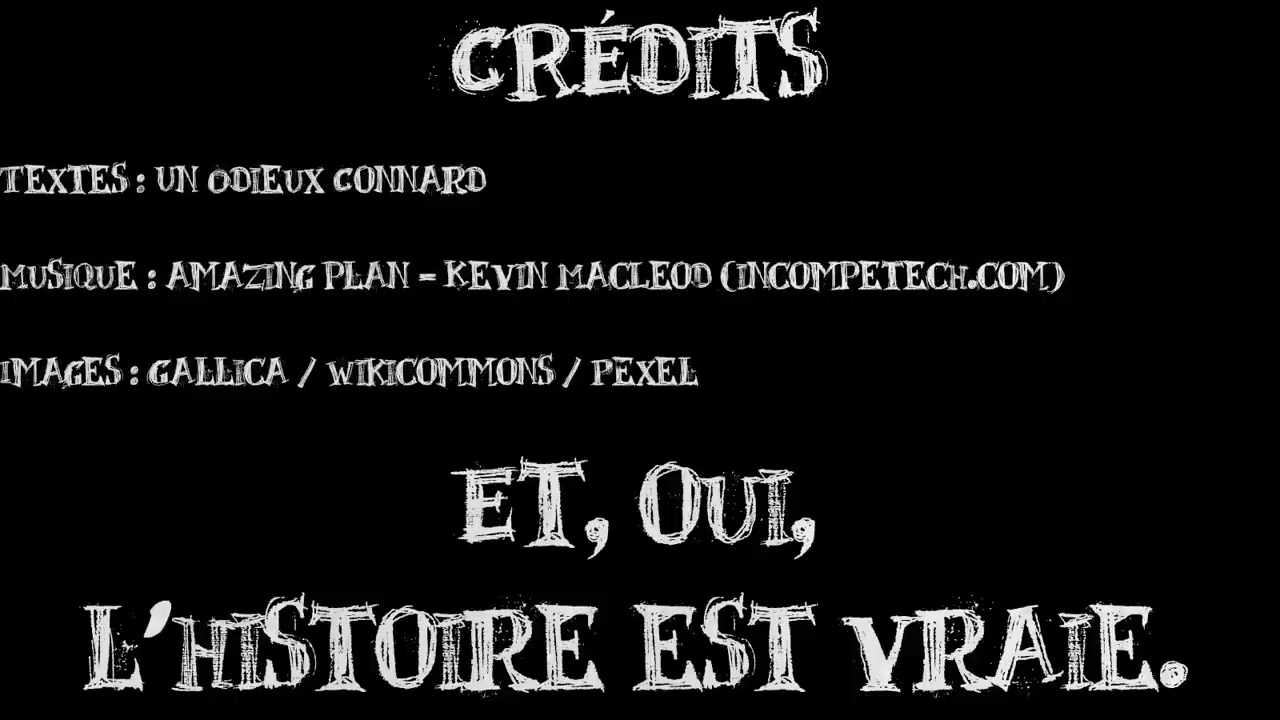 CRÉDITS
TEXTES : UN ODIEUX CONNARD
MUSIQUE : AMAZING PLAN - KEVIN MACLEOD (INCOMPETECH.COM)
IMAGES : GALLICA / WIKICOMMONS / PEXEL
ET, OUI,
L'HISTOIRE EST VRAIE.